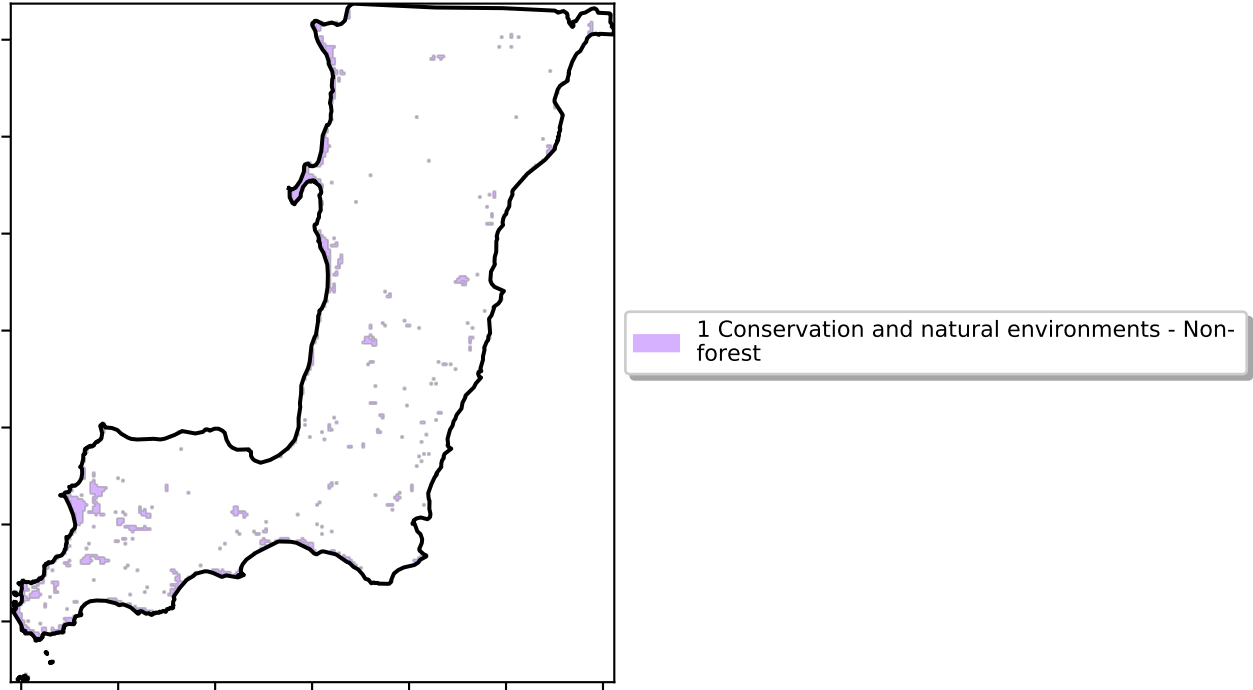 1 Conservation and natural environments - Non-
forest